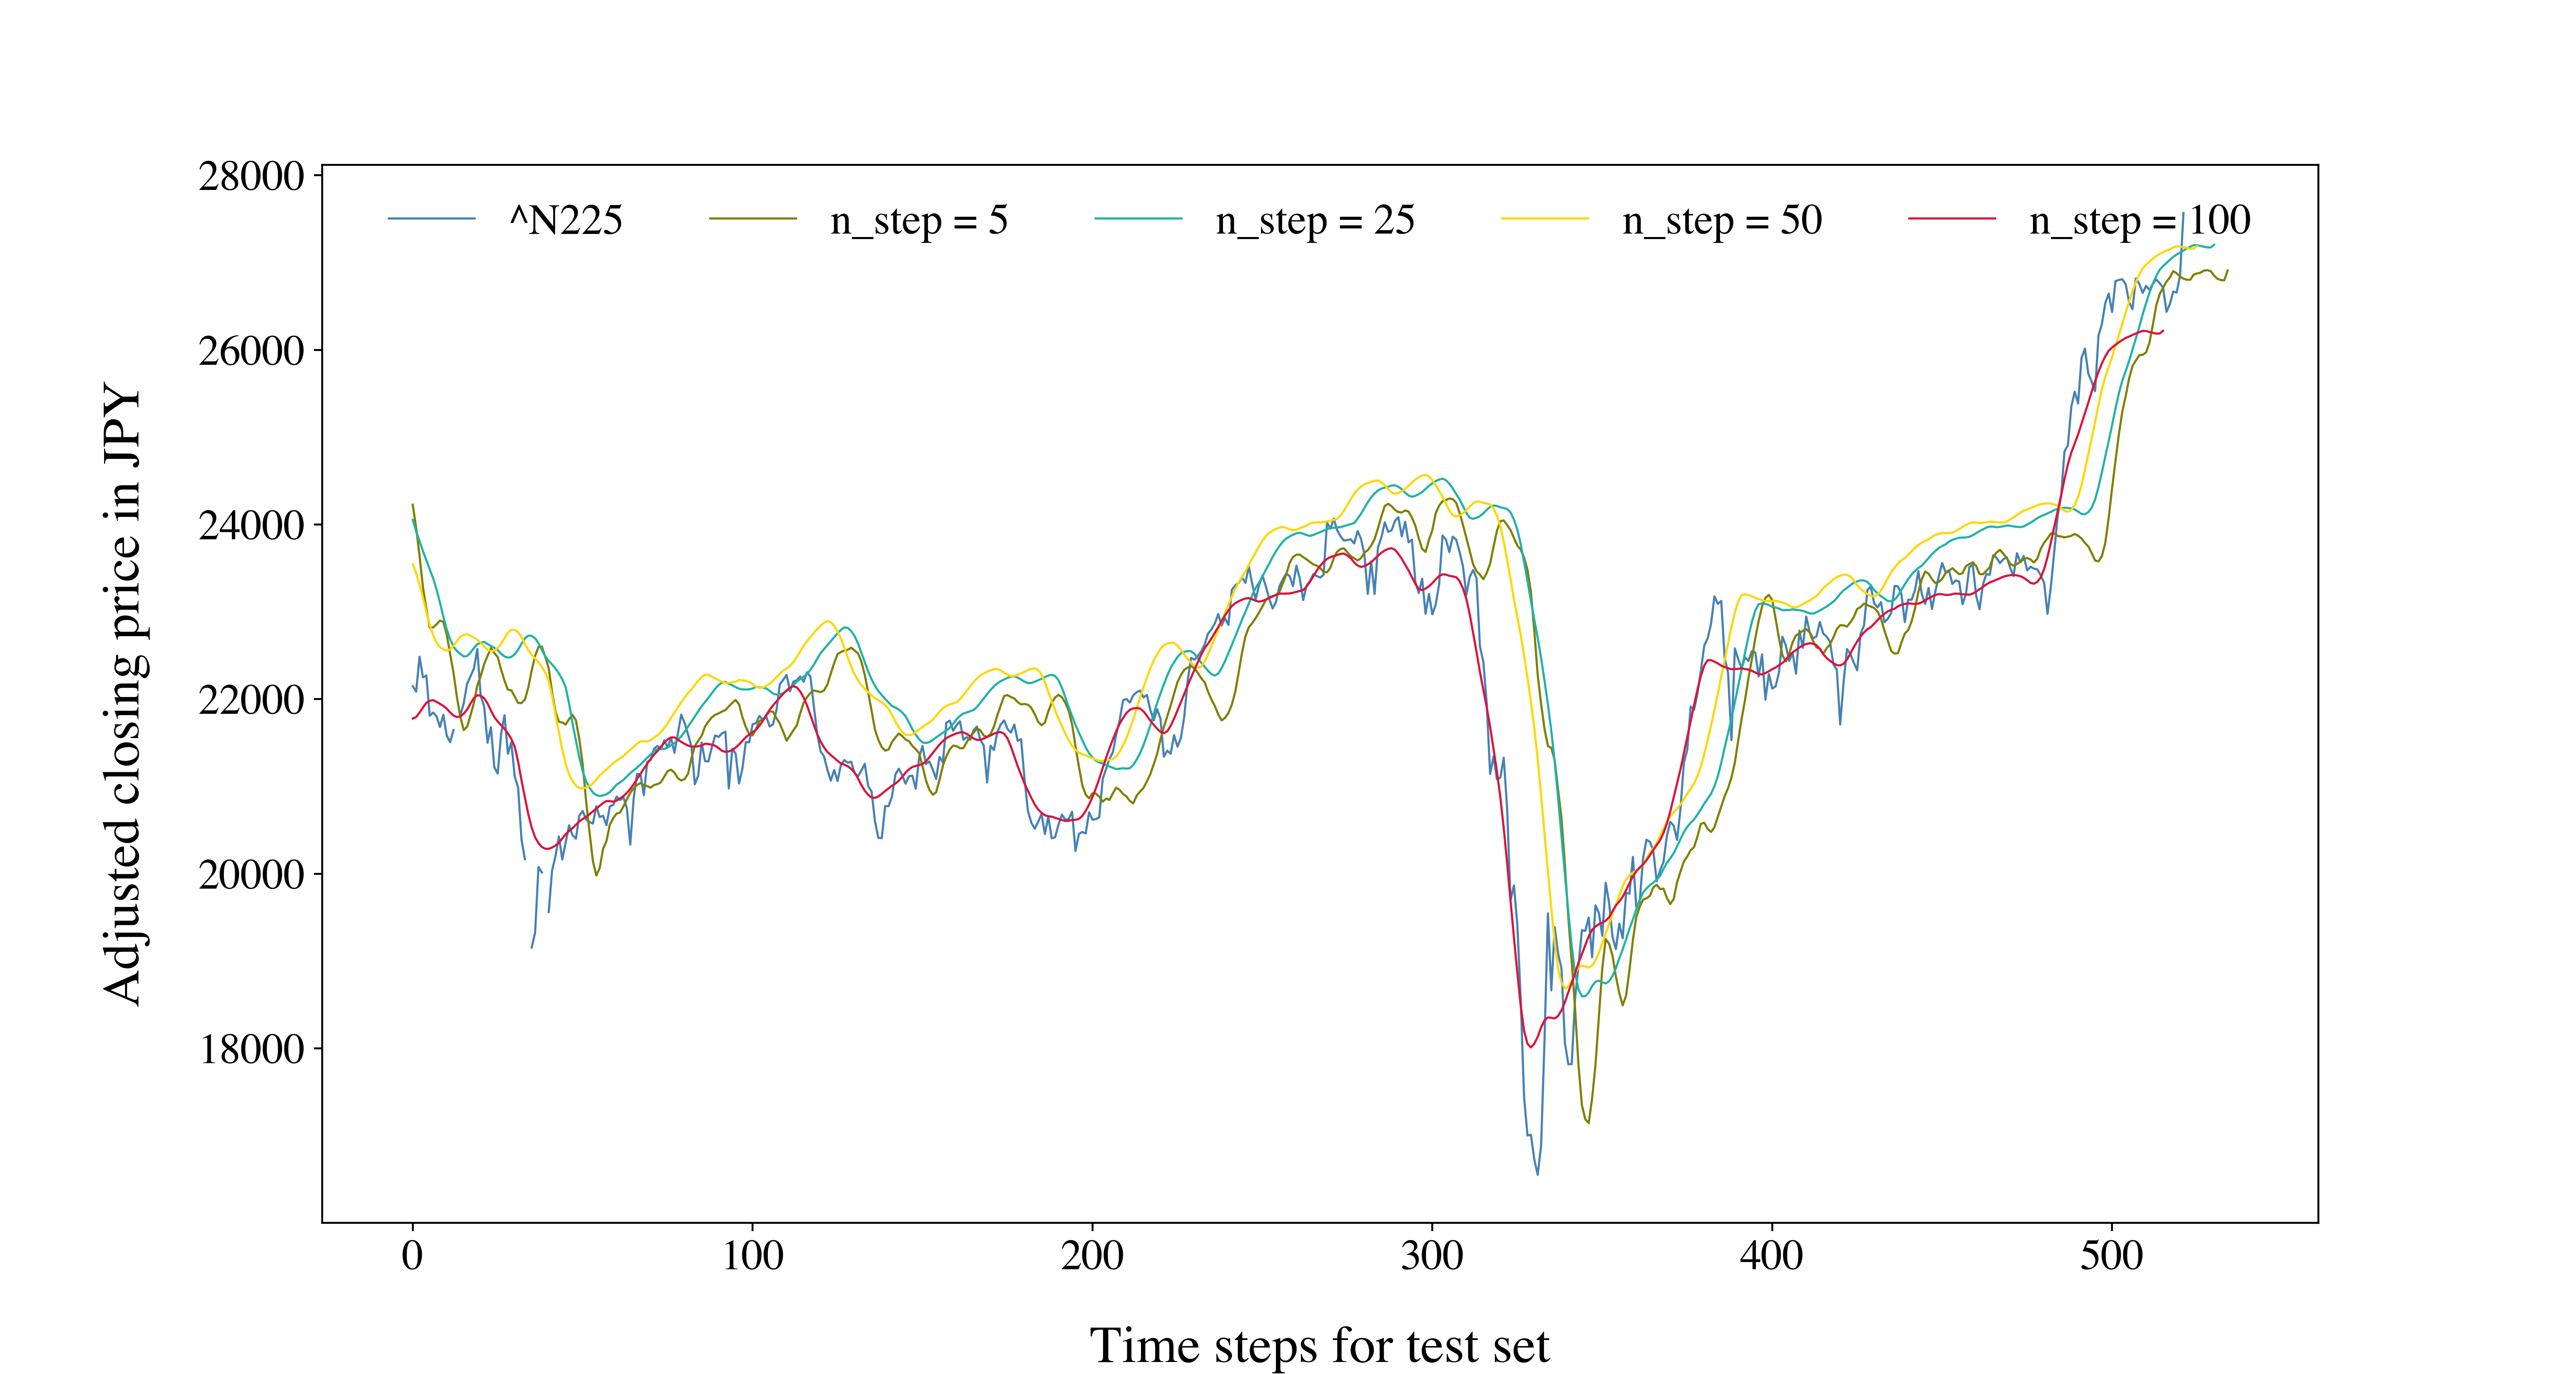 ^N225 n_step = 5 n_step = 25 n_step = 50 n_step = 100
28000
26000
24000
22000
20000
18000
Adjusted closing price in JPY
0 100 200 300 400 500
Time steps for test set